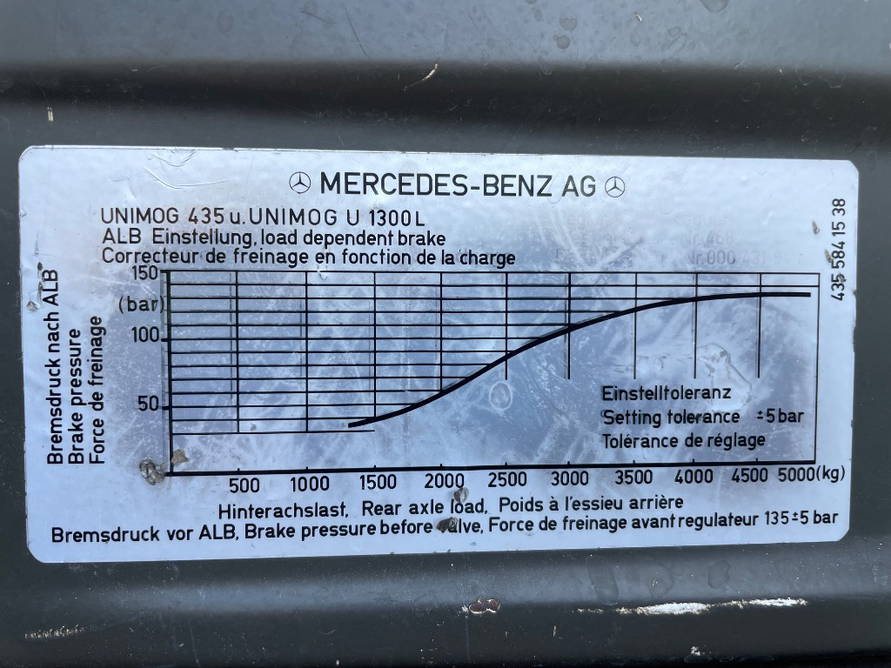 MERCEDES-BENZ AG
UNIMOG 435 u. UNIMOG U 1300 L
ALB Einstellung, load dependent brake
Correcteur de freinage en fonction de la charge
435 584 15 38
Bremsdruck nach ALB
Brake pressure
Force de freinage
150
(bar)
100
50
Einstelltoleranz
Setting tolerance ±5 bar
Tolérance de réglage
500 1000 1500 2000 2500 3000 3500 4000 4500 5000 (kg)
Hinterachslast, Rear axle load, Poids à l'essieu arrière
Bremsdruck vor ALB, Brake pressure before valve, Force de freinage avant regulateur 135±5 bar